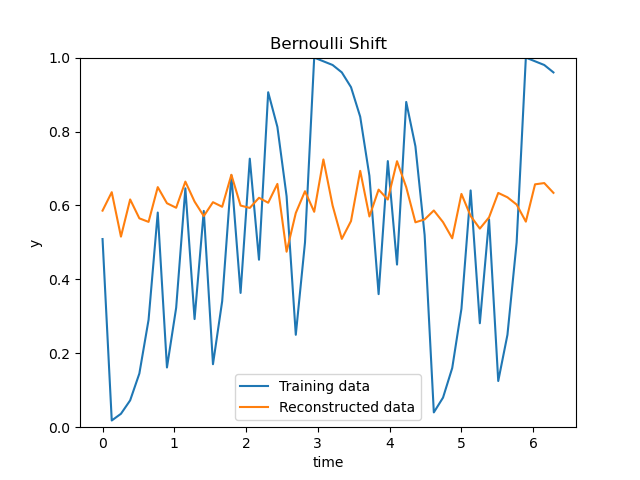 Bernoulli Shift
1.0
0.8
0.6
0.4
0.2
0.0
y
Training data
Reconstructed data
0 1 2 3 4 5 6
time